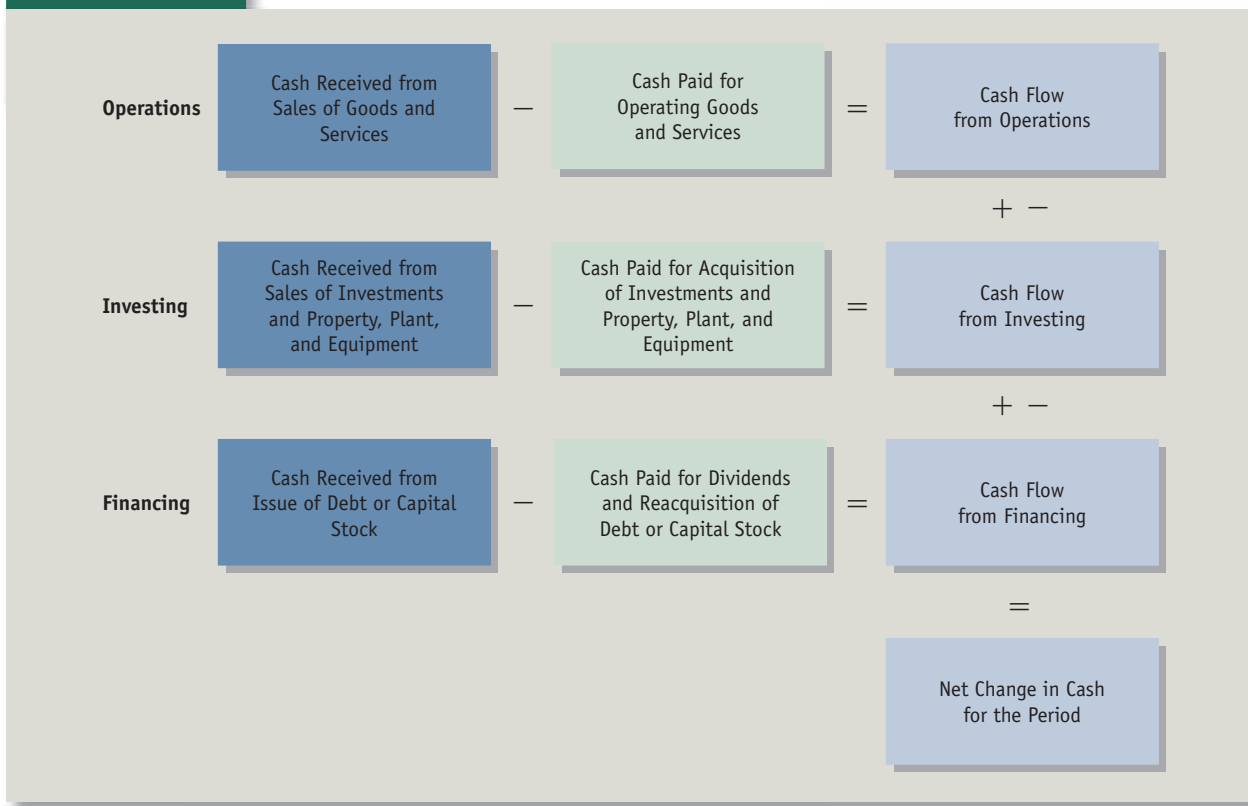 Operations
Cash Received from
Sales of Goods and
Services
−
Cash Paid for
Operating Goods
and Services
=
Cash Flow
from Operations
+ −
Investing
Cash Received from
Sales of Investments
and Property, Plant,
and Equipment
−
Cash Paid for Acquisition
of Investments and
Property, Plant, and
Equipment
=
Cash Flow
from Investing
+ −
Financing
Cash Received from
Issue of Debt or Capital
Stock
−
Cash Paid for Dividends
and Reacquisition of
Debt or Capital Stock
=
Cash Flow
from Financing
=
Net Change in Cash
for the Period